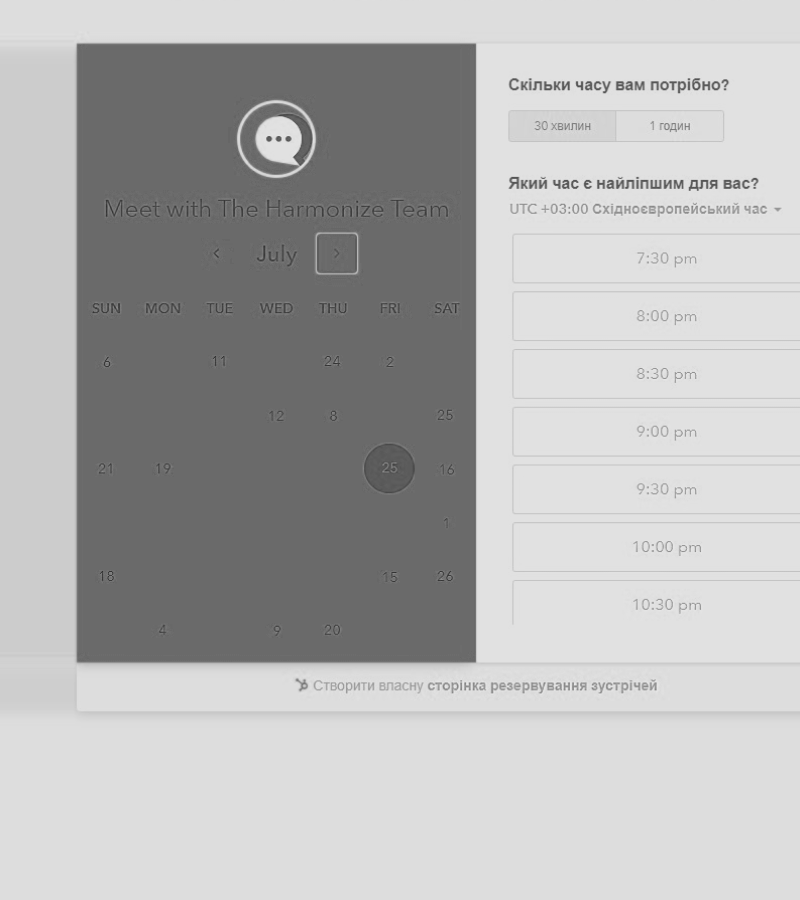 Meet with The Harmonize Team
July
SUN MON TUE WED THU FRI SAT
6 11 24 2
12 8 25
21 19 25 16
1
18 15 26
4 9 20
Скільки часу вам потрібно?
30 хвилин 1 годин
Який час є найліпшим для вас?
UTC +03:00 Східноєвропейський час
7:30 pm
8:00 pm
8:30 pm
9:00 pm
9:30 pm
10:00 pm
10:30 pm
Створити власну сторінка резервування зустрічей